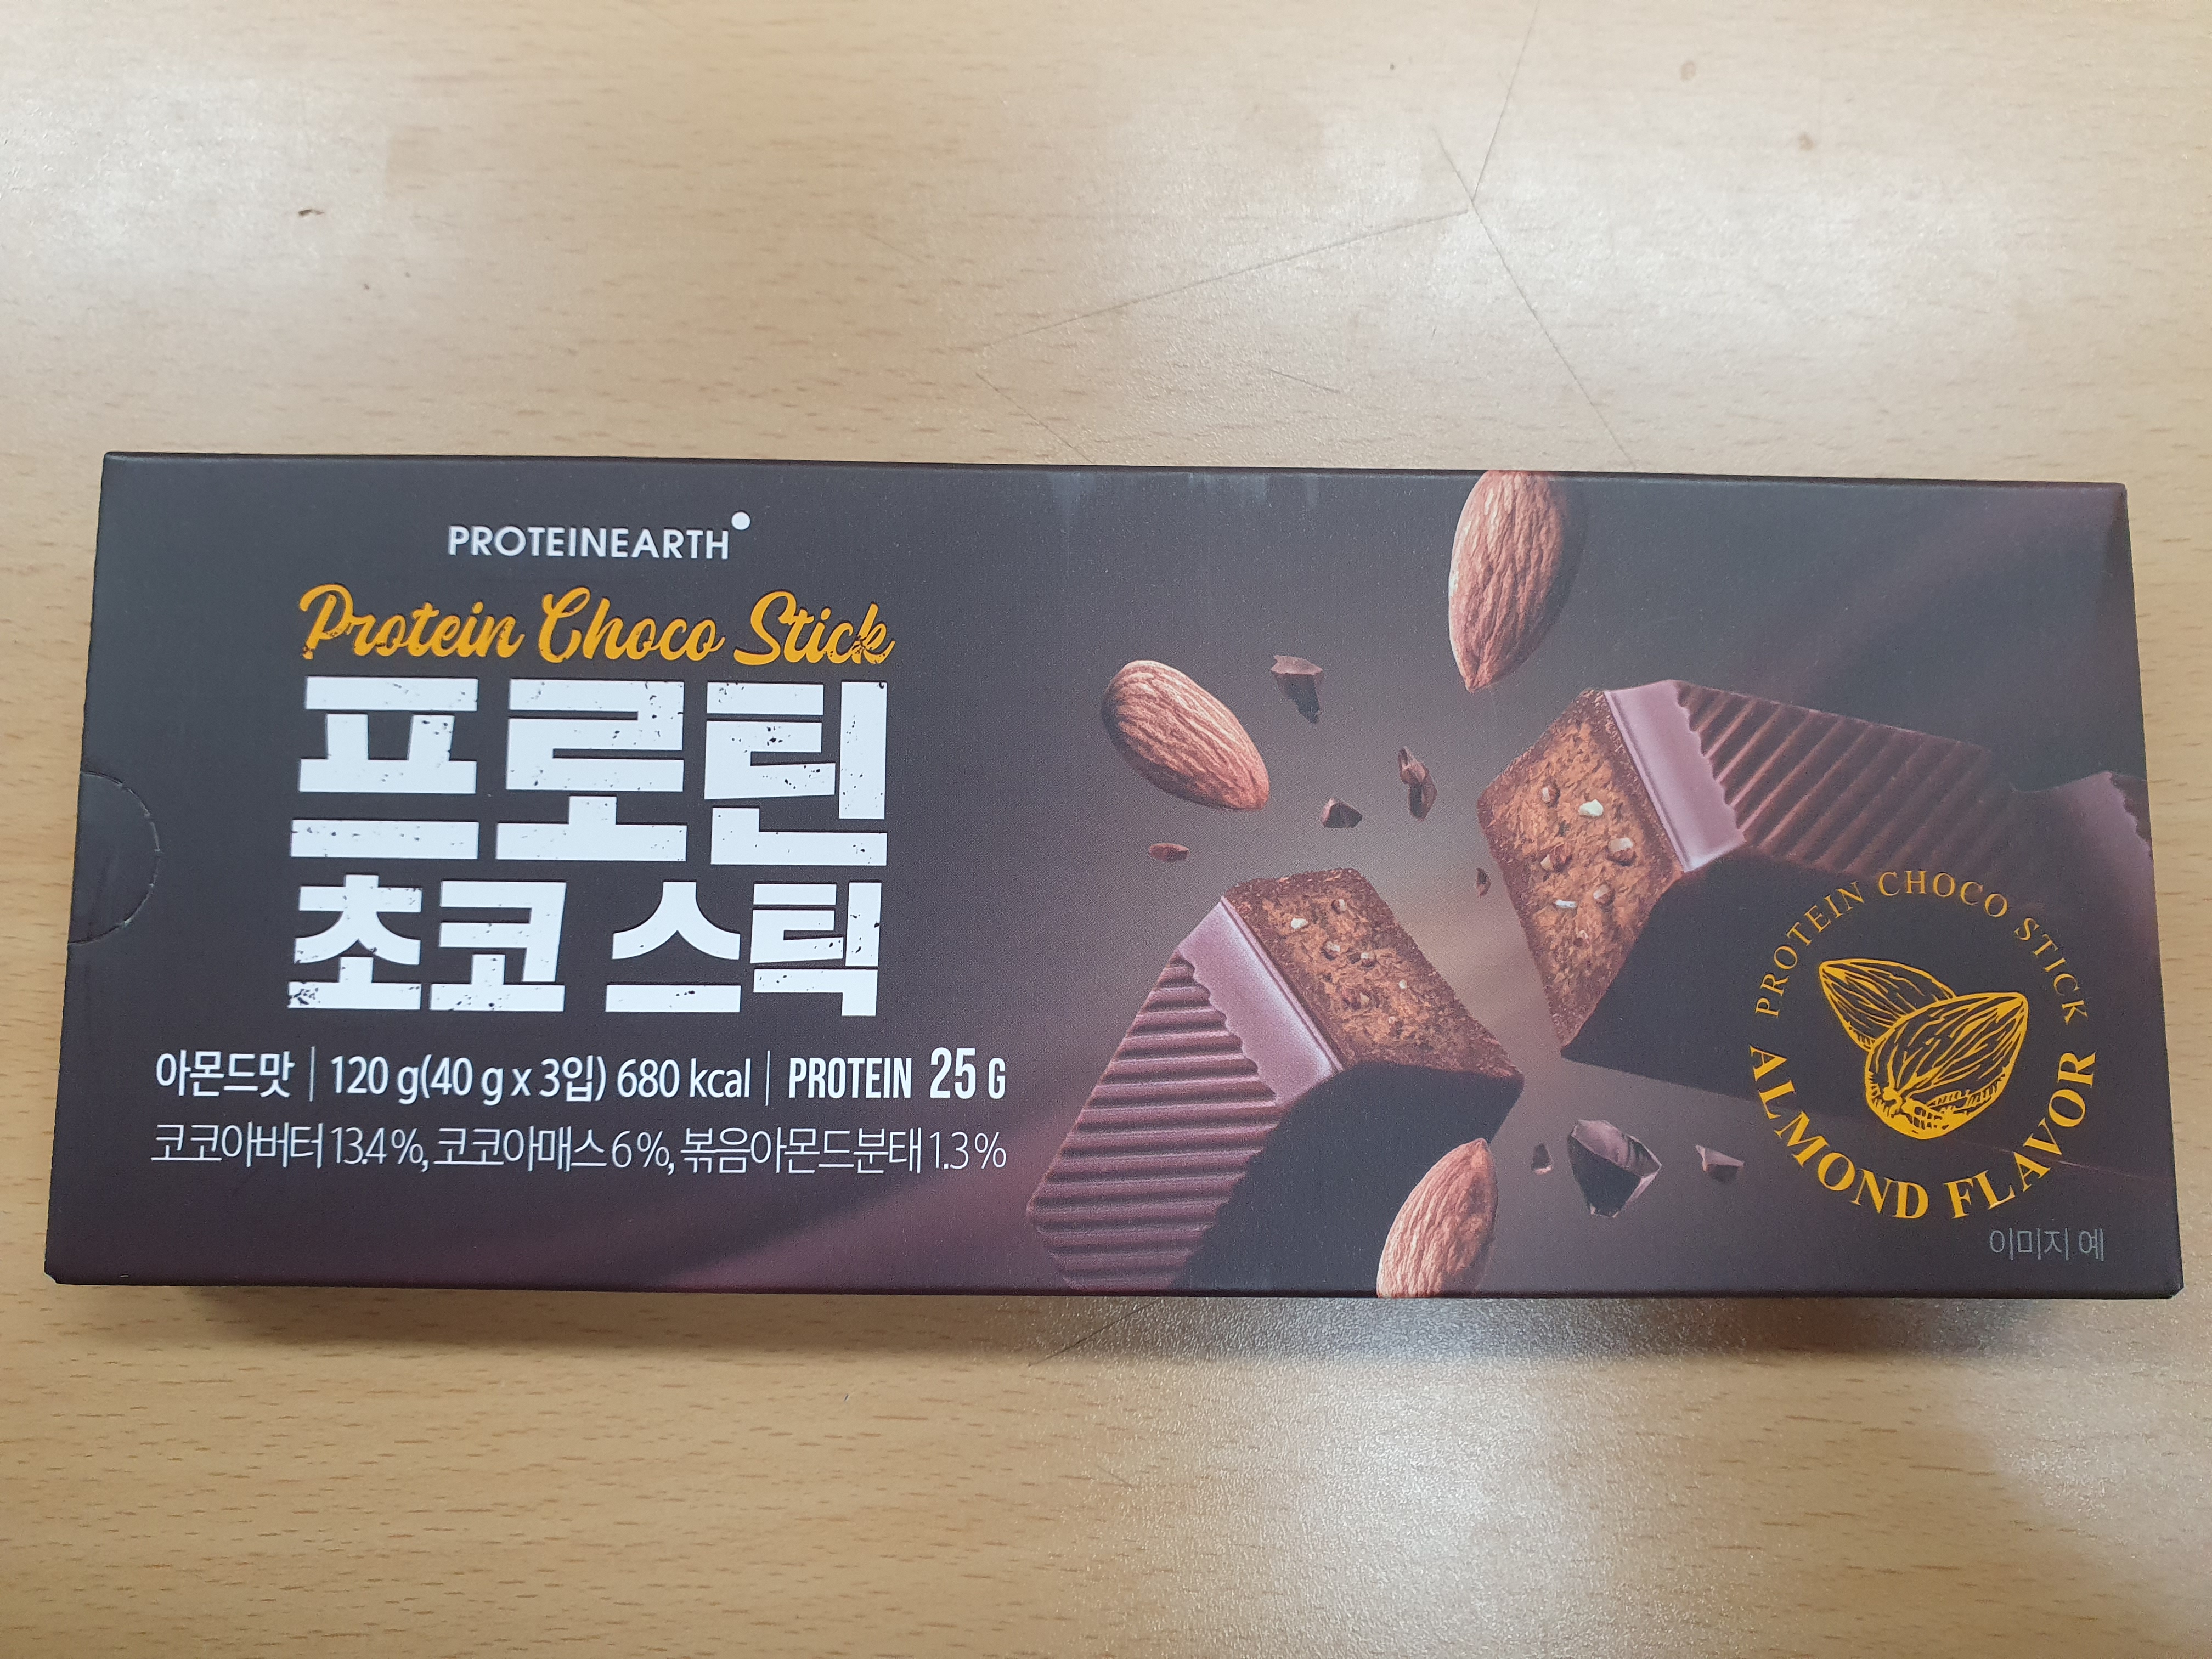 PROTEINEARTH
Protein Choco Stick
프로틴
초코 스틱
아몬드맛 | 120 g(40 g x 3입) 680 kcal | PROTEIN 25 G
코코아버터 13.4 %, 코코아매스 6 %, 볶음아몬드분태 1.3 %
PROTEIN CHOCO STICK
ALMOND FLAVOR
이미지 예